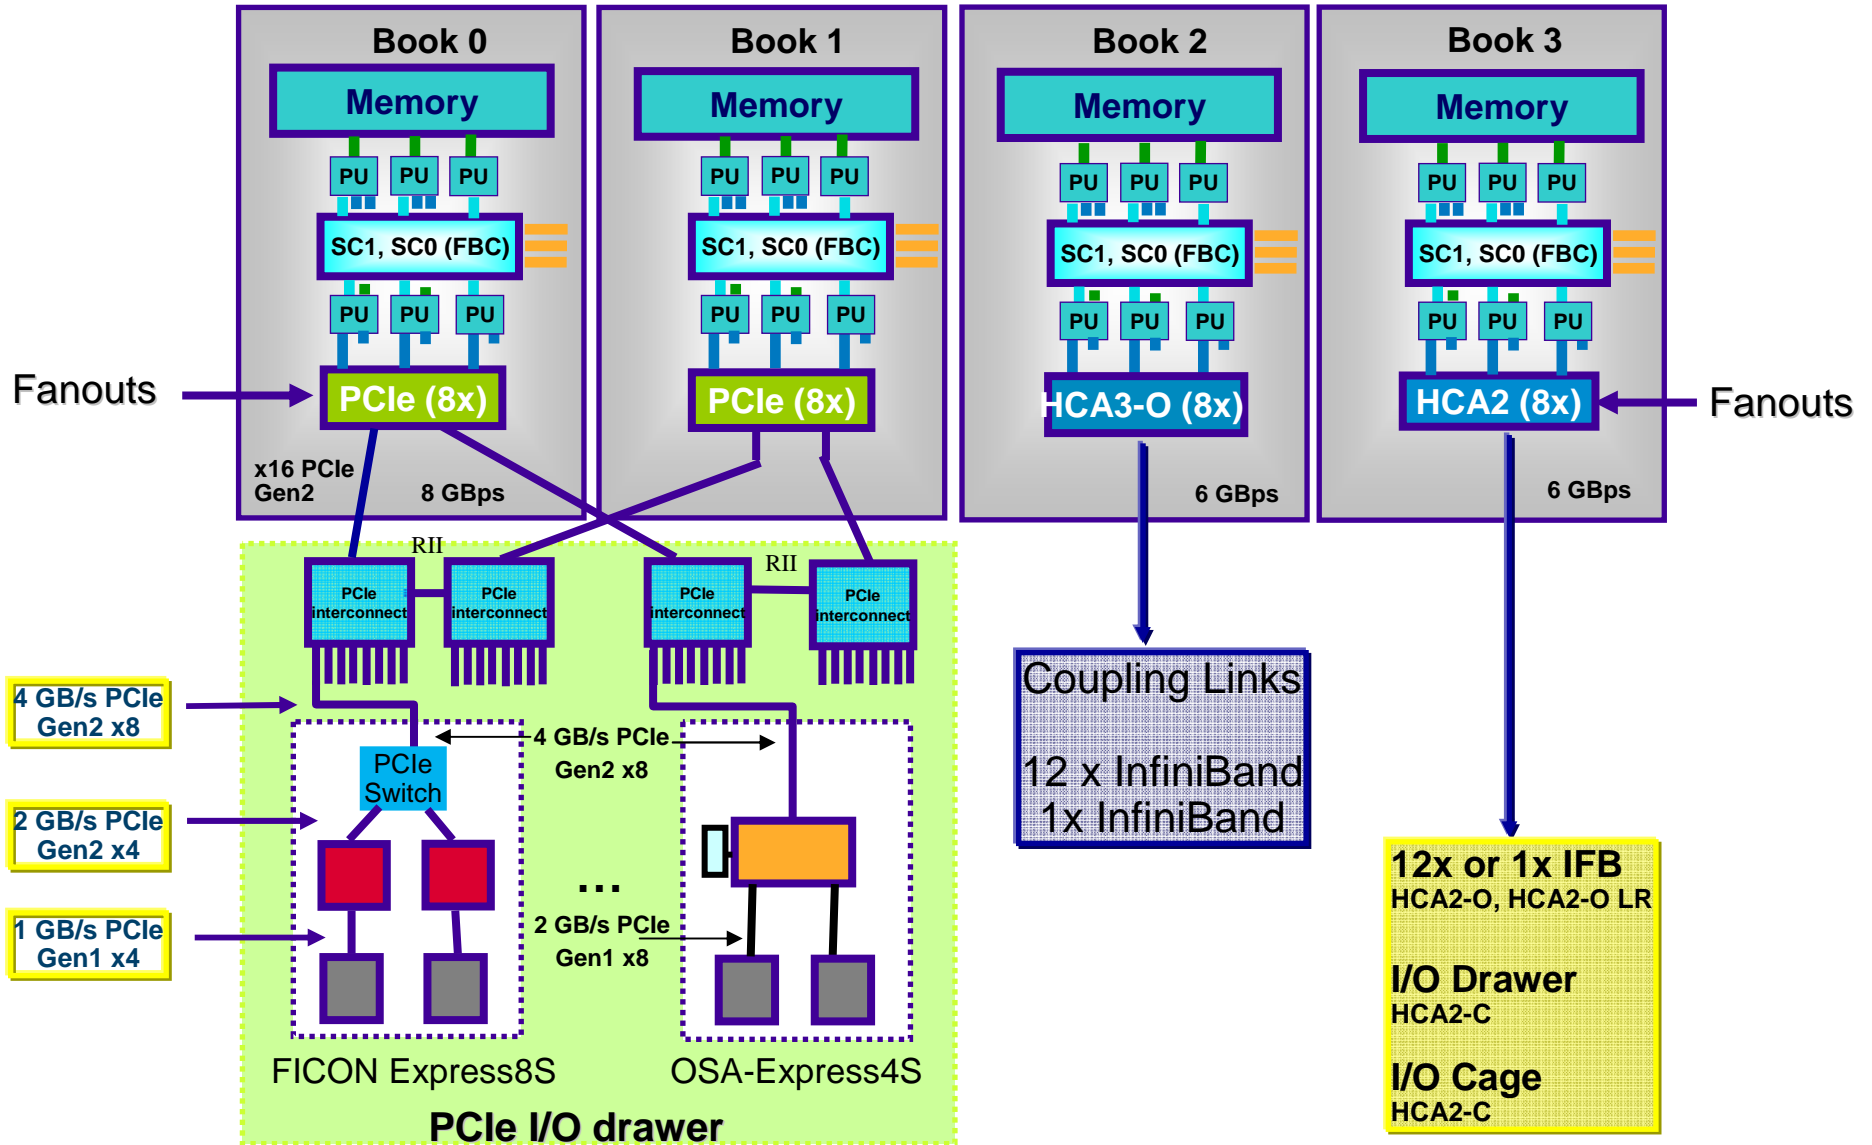 Book 0
Book 1
Book 2
Book 3
Memory
Memory
Memory
Memory
PU PU PU
PU PU PU
PU PU PU
PU PU PU
SC1, SC0 (FBC)
SC1, SC0 (FBC)
SC1, SC0 (FBC)
SC1, SC0 (FBC)
PU PU PU
PU PU PU
PU PU PU
PU PU PU
Fanouts
PCIe (8x)
PCIe (8x)
HCA3-O (8x)
HCA2 (8x)
Fanouts
x16 PCIe
Gen2
8 GBps
6 GBps
6 GBps
RII
RII
PCIe
interconnect
PCIe
interconnect
PCIe
interconnect
PCIe
interconnect
4 GB/s PCIe
Gen2 x8
2 GB/s PCIe
Gen2 x4
1 GB/s PCIe
Gen1 x4
PCIe
Switch
4 GB/s PCIe
Gen2 x8
...
2 GB/s PCIe
Gen1 x8
FICON Express8S
OSA-Express4S
PCIe I/O drawer
Coupling Links
12 x InfiniBand
1x InfiniBand
12x or 1x IFB
HCA2-O, HCA2-O LR
I/O Drawer
HCA2-C
I/O Cage
HCA2-C